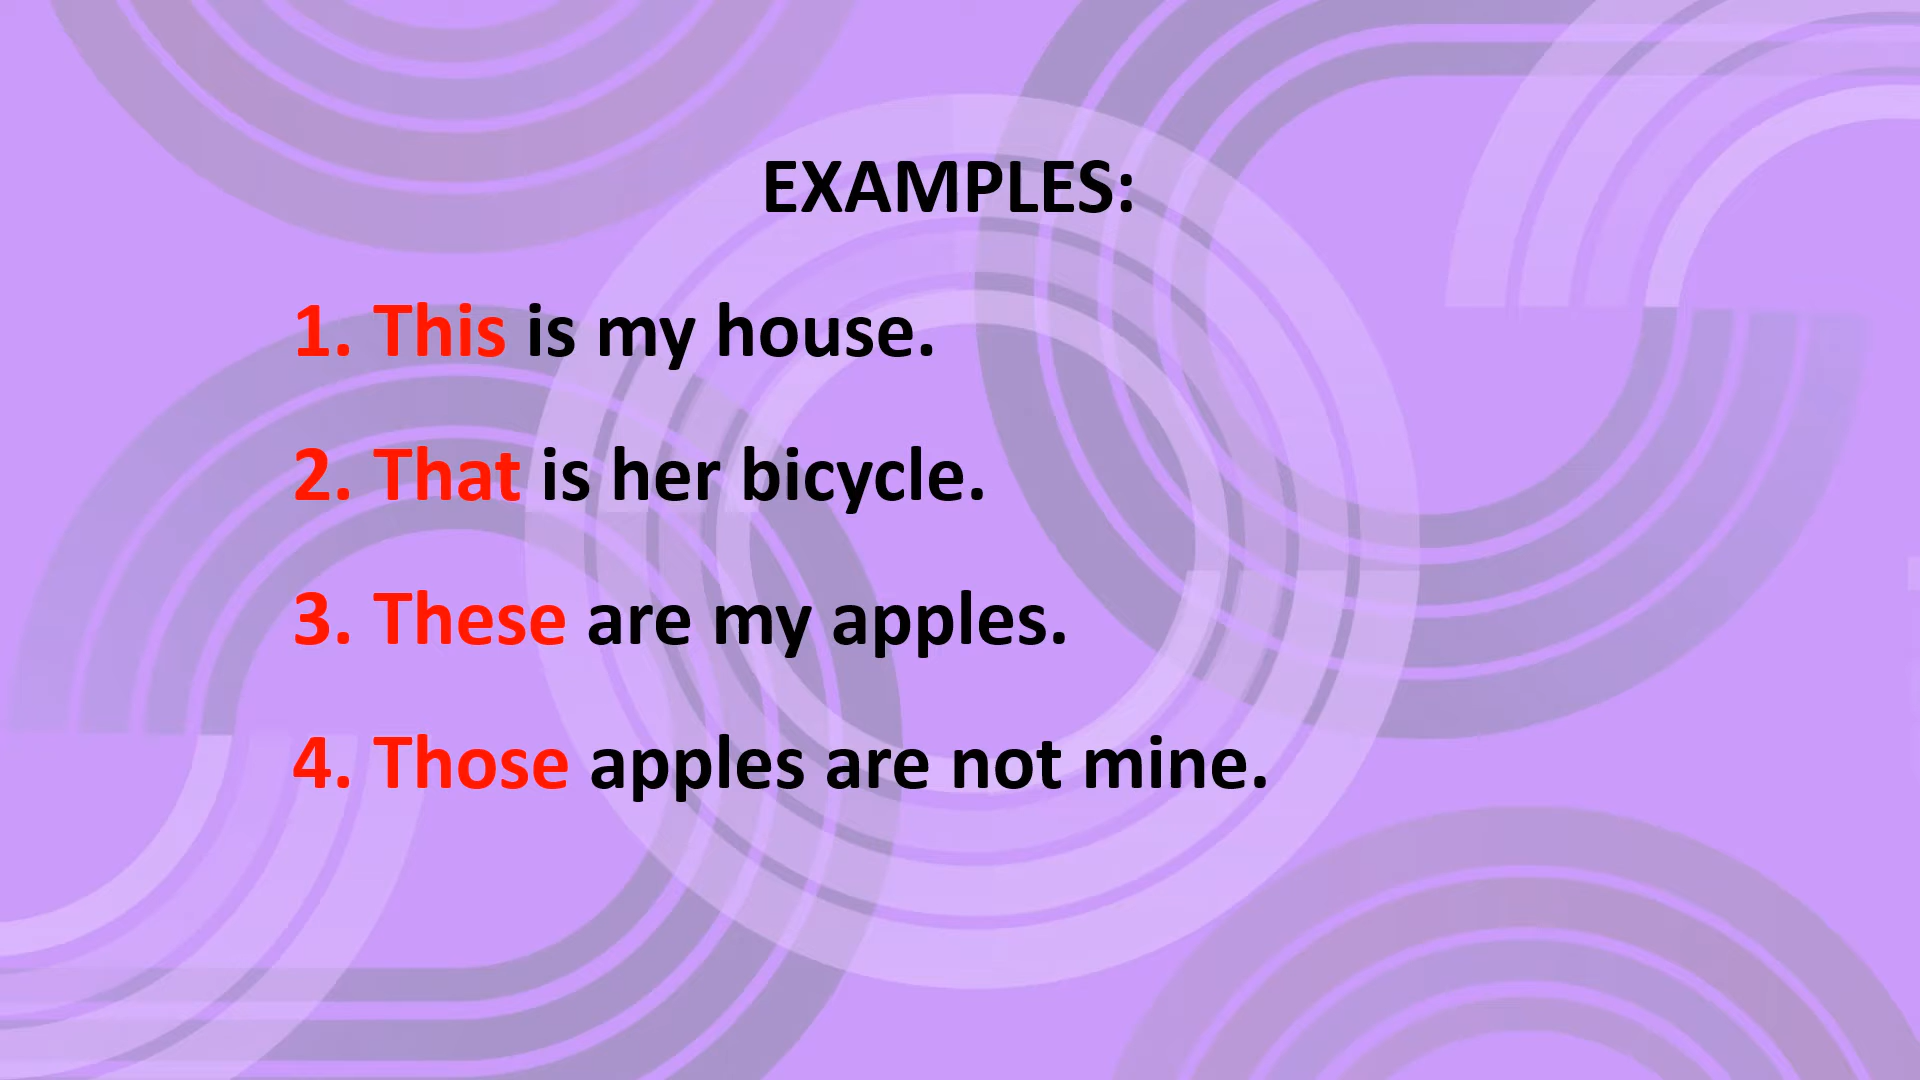 EXAMPLES:
1. This is my house.
2. That is her bicycle.
3. These are my apples.
4. Those apples are not mine.